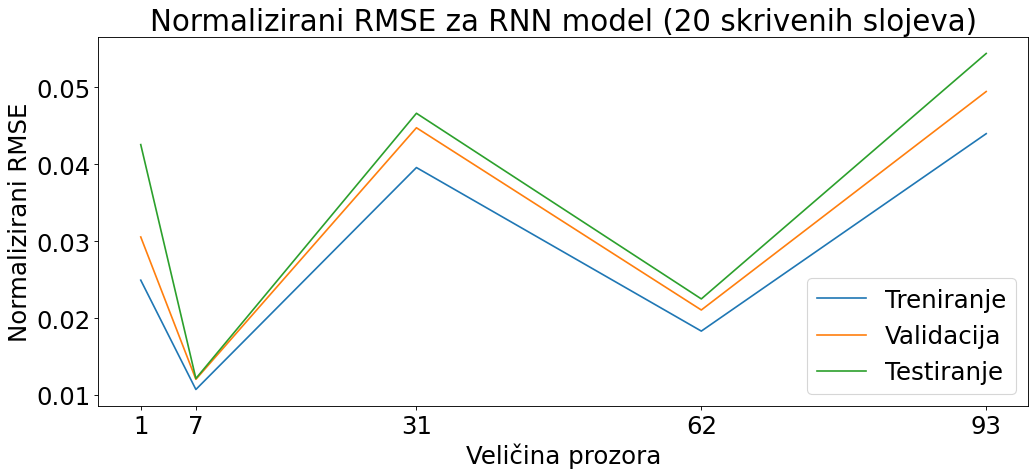 Normalizirani RMSE za RNN model (20 skrivenih slojeva)
Normalizirani RMSE
0.05
0.04
0.03
0.02
0.01
Treniranje
Validacija
Testiranje
1 7 31 62 93
Veličina prozora